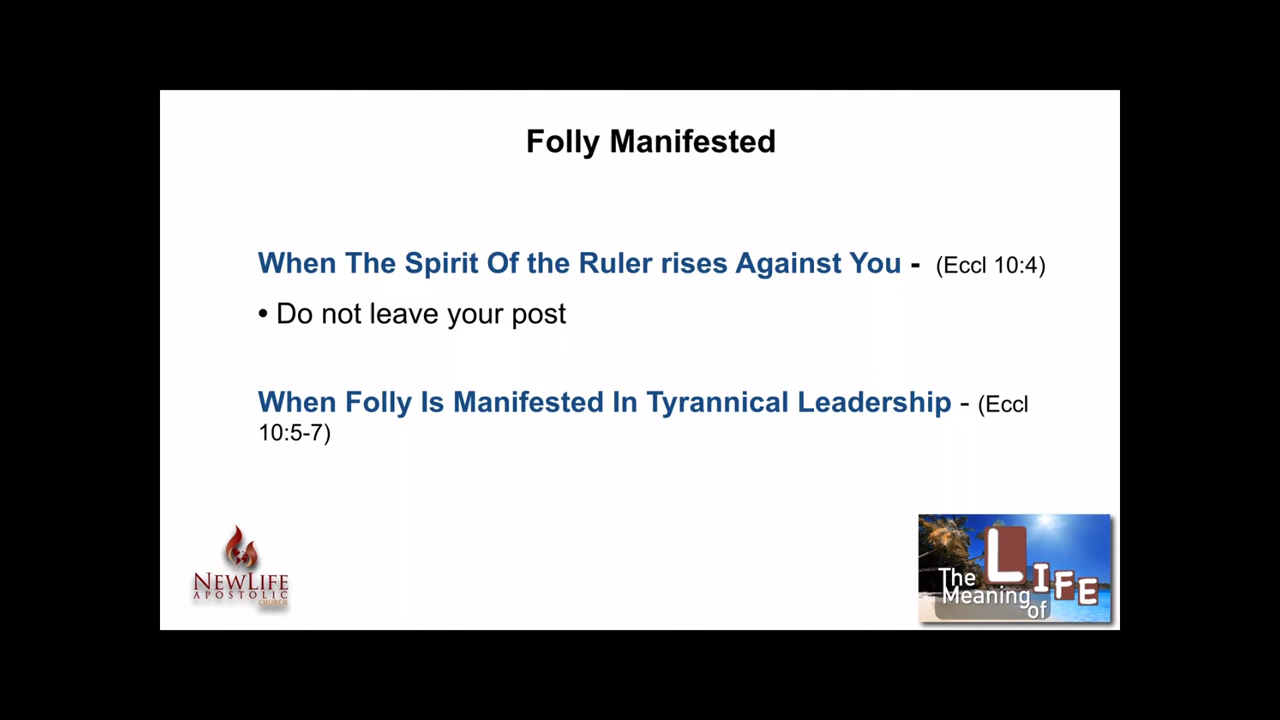 Folly Manifested
When The Spirit Of the Ruler rises Against You - (Eccl 10:4)
• Do not leave your post
When Folly Is Manifested In Tyrannical Leadership - (Eccl
10:5-7)
NEWLIFE
APOSTOLIC
CHURCH
The
Meaning
of
LIFE